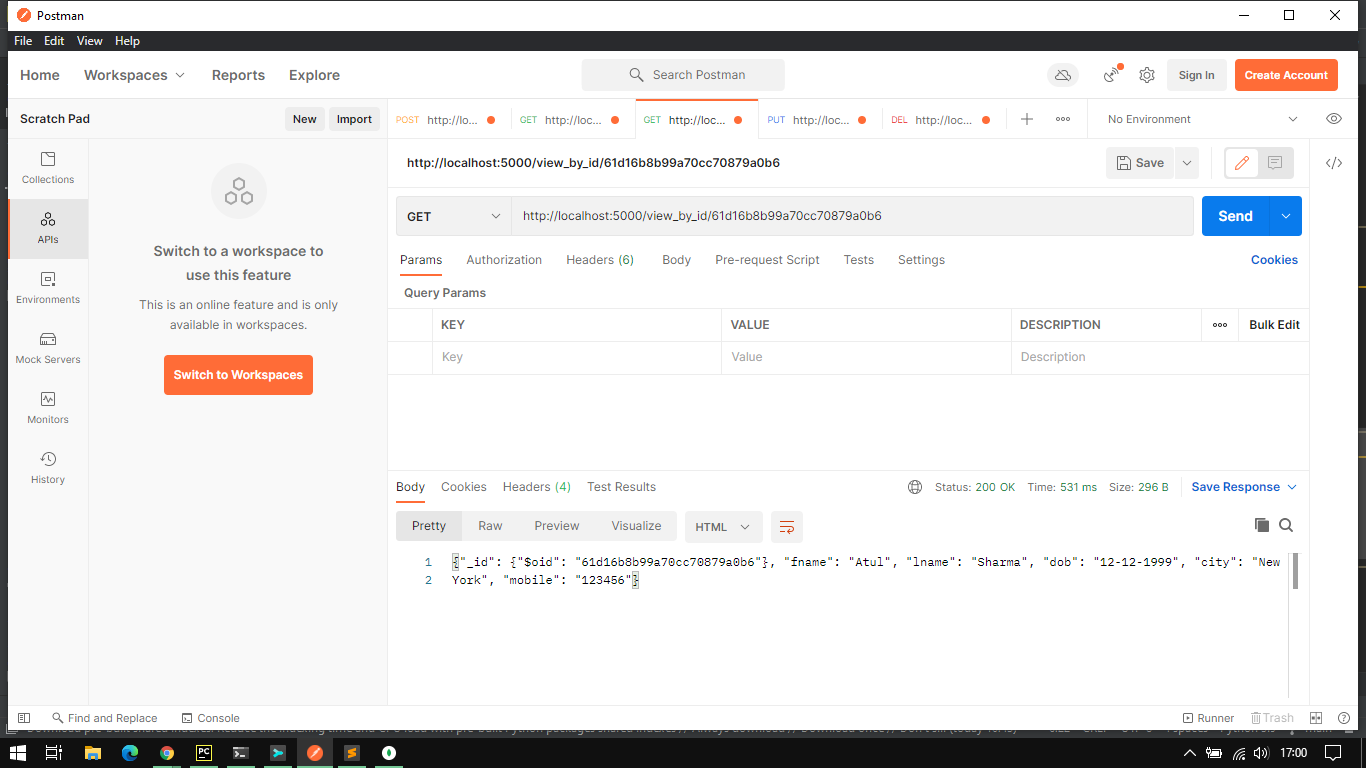 Postman
File Edit View Help
Home Workspaces Reports Explore Search Postman Sign In Create Account
Scratch Pad New Import
POST http://lo... GET http://loc... GET http://loc... PUT http://loc... DEL http://loc... No Environment
Collections
APIs
Environments
Mock Servers
Monitors
History
Switch to a workspace to
use this feature
This is an online feature and is only
available in workspaces.
Switch to Workspaces
http://localhost:5000/view_by_id/61d16b8b99a70cc70879a0b6 Save
GET http://localhost:5000/view_by_id/61d16b8b99a70cc70879a0b6 Send
Params Authorization Headers (6) Body Pre-request Script Tests Settings Cookies
Query Params
KEY VALUE DESCRIPTION Bulk Edit
Key Value Description
Body Cookies Headers (4) Test Results Status: 200 OK Time: 531 ms Size: 296 B Save Response
Pretty Raw Preview Visualize HTML
1 {"_id": {"$oid": "61d16b8b99a70cc70879a0b6"}, "fname": "Atul", "lname": "Sharma", "dob": "12-12-1999", "city": "New
2 York", "mobile": "123456"}
Find and Replace Console Runner Trash
PC 17:00